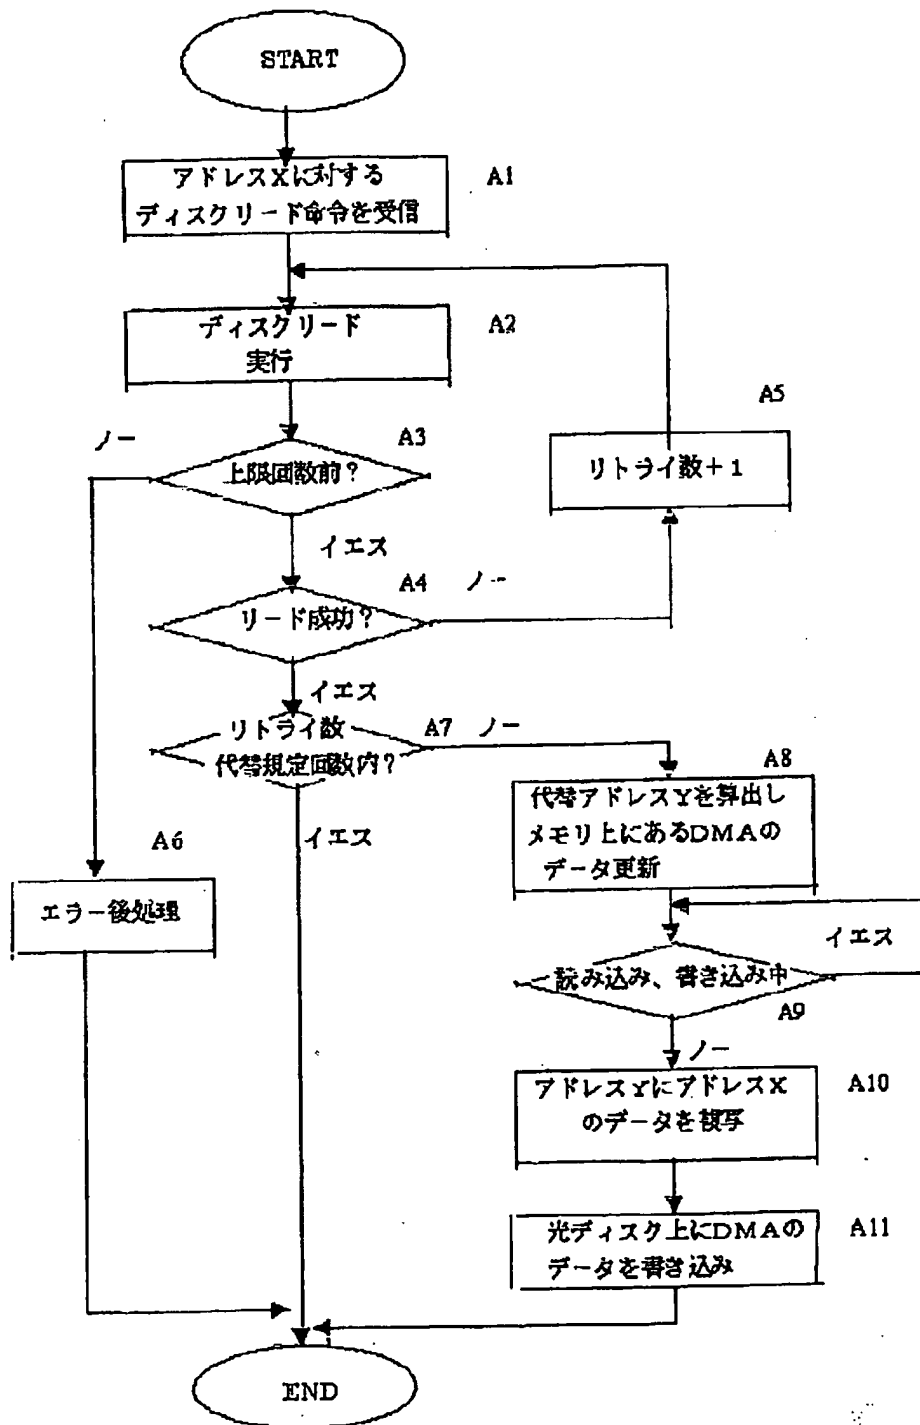 START
アドレスXに対する
ディスクリード命令を受信
A1
ディスクリード
実行
A2
A5
リトライ数+1
ノー
A3
上限回数前?
イエス
A4
ノー
リード成功?
イエス
リトライ数
代替規定回数内?
A7
ノー
イエス
A8
代替アドレスYを算出し
メモリ上にあるDMAの
データ更新
A6
エラー後処理
イエス
読み込み、書き込み中
A9
ノー
アドレスYにアドレスX
のデータを複写
A10
光ディスク上にDMAの
データを書き込み
A11
END